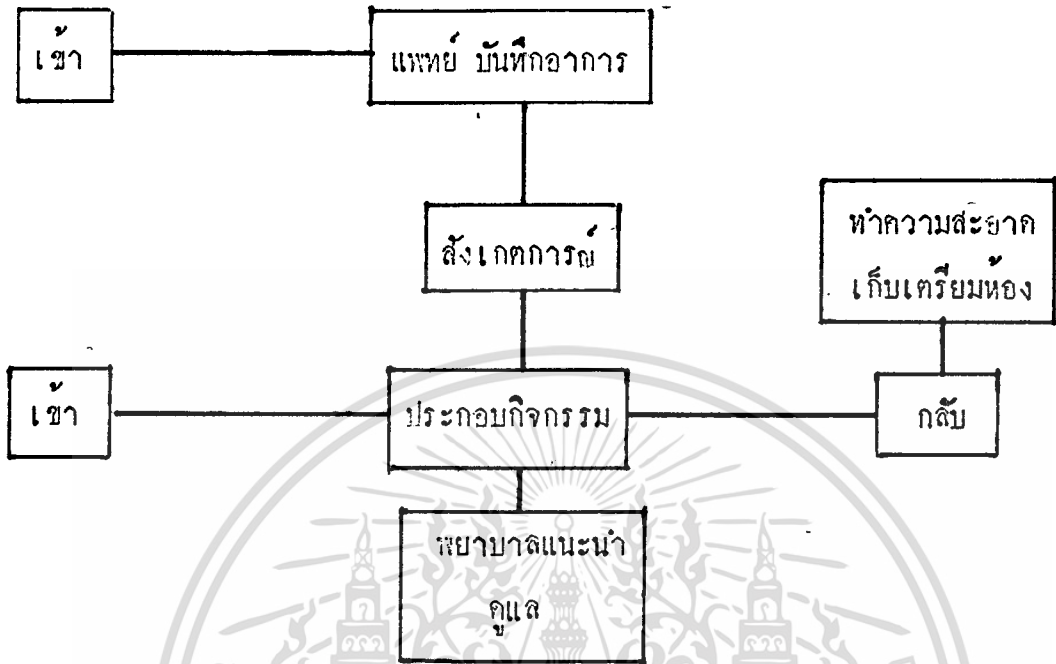 เข้า
แพทย์ บันทึกอาการ
สังเกตการณ์
ทำความสะอาด
เก็บเตรียมห้อง
เข้า
ประกอบกิจกรรม
กลับ
พยาบาลแนะนำ
ดูแล